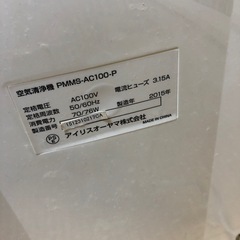 空気清浄機 PMMS-AC100-P
定格電圧 AC100V 電流ヒューズ 3.15A
定格周波数 50/60Hz 製造年 2015年
消費電力 70/76W
製造番号
アイリスオーヤマ株式会社
MADE IN CHINA